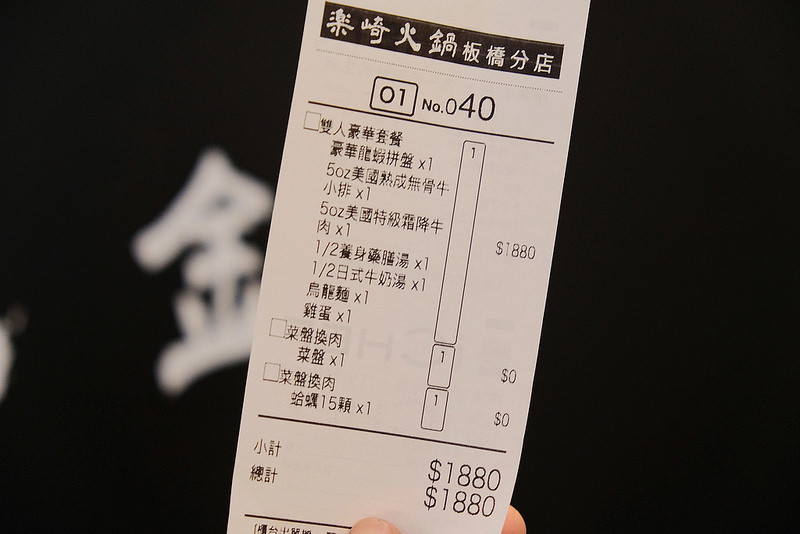 楽崎火鍋板橋分店
01 No.040
雙人豪華套餐 1
豪華龍蝦拼盤 x1
5oz美國熟成無骨牛
小排 x1
5oz美國特級霜降牛
肉 x1
$1880
1/2養身藥膳湯 x1
1/2日式牛奶湯 x1
烏龍麵 x1
雞蛋 x1
菜盤換肉 1
菜盤 x1 $0
菜盤換肉 1
蛤蠣15顆 x1 $0
小計 $1880
總計 $1880
金